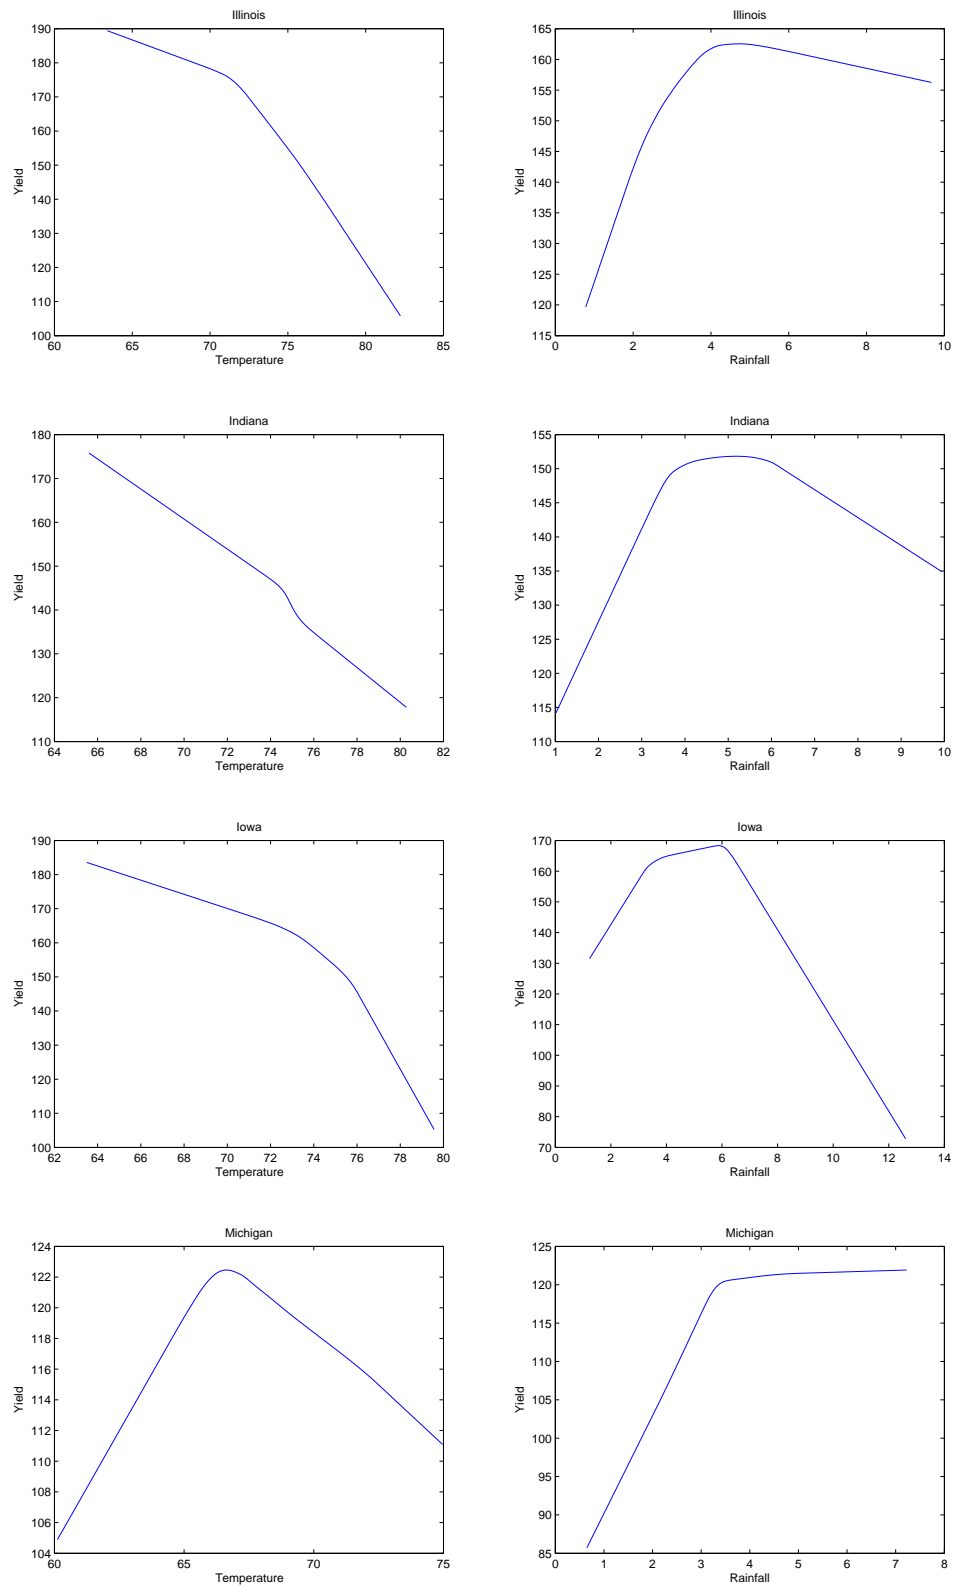 Illinois
190
180
170
160
150
140
130
120
110
100
Yield
60 65 70 75 80 85
Temperature
Illinois
165
160
155
150
145
140
135
130
125
120
115
Yield
0 2 4 6 8 10
Rainfall
Indiana
180
170
160
150
140
130
120
110
Yield
64 66 68 70 72 74 76 78 80 82
Temperature
Indiana
155
150
145
140
135
130
125
120
115
110
Yield
1 2 3 4 5 6 7 8 9 10
Rainfall
Iowa
190
180
170
160
150
140
130
120
110
100
Yield
62 64 66 68 70 72 74 76 78 80
Temperature
Iowa
170
160
150
140
130
120
110
100
90
80
70
Yield
0 2 4 6 8 10 12 14
Rainfall
Michigan
124
122
120
118
116
114
112
110
108
106
104
Yield
60 65 70 75
Temperature
Michigan
125
120
115
110
105
100
95
90
85
Yield
0 1 2 3 4 5 6 7 8
Rainfall